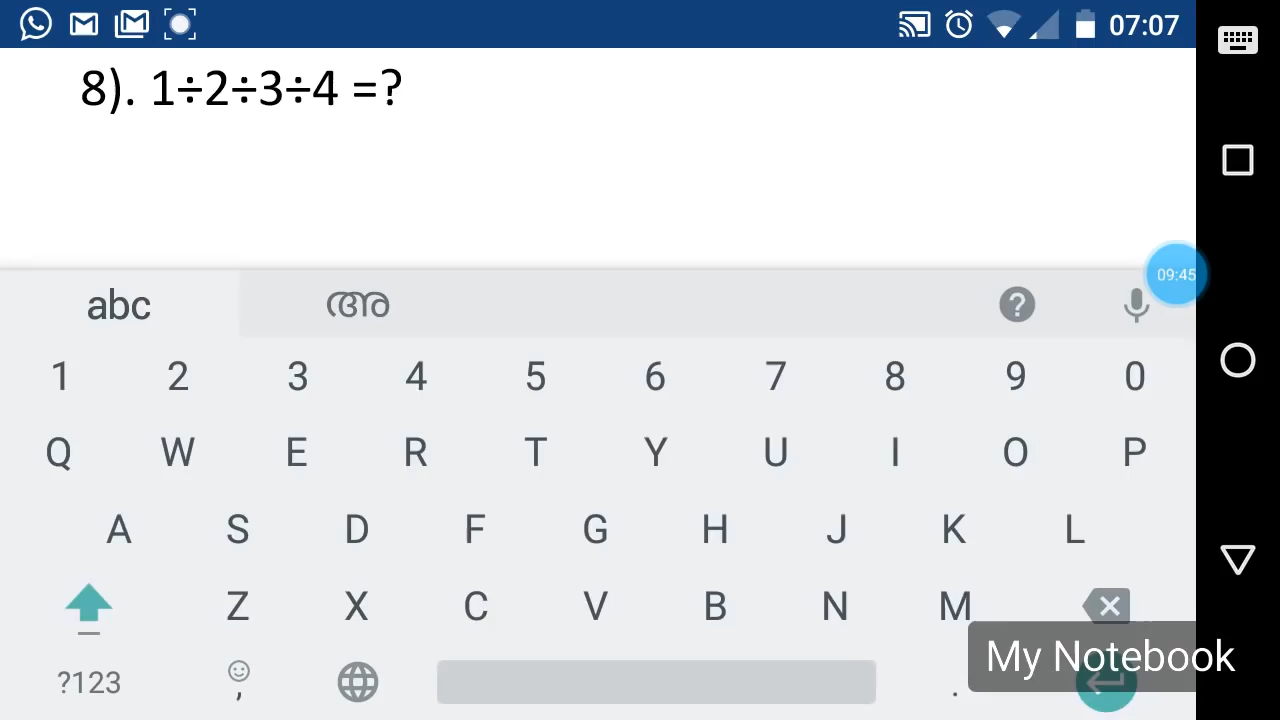 07:07
8). 1÷2÷3÷4 =?
09:45
abc അ ?
1 2 3 4 5 6 7 8 9 0
Q W E R T Y U I O P
A S D F G H J K L
Z X C V B N M
My Notebook
?123 , .